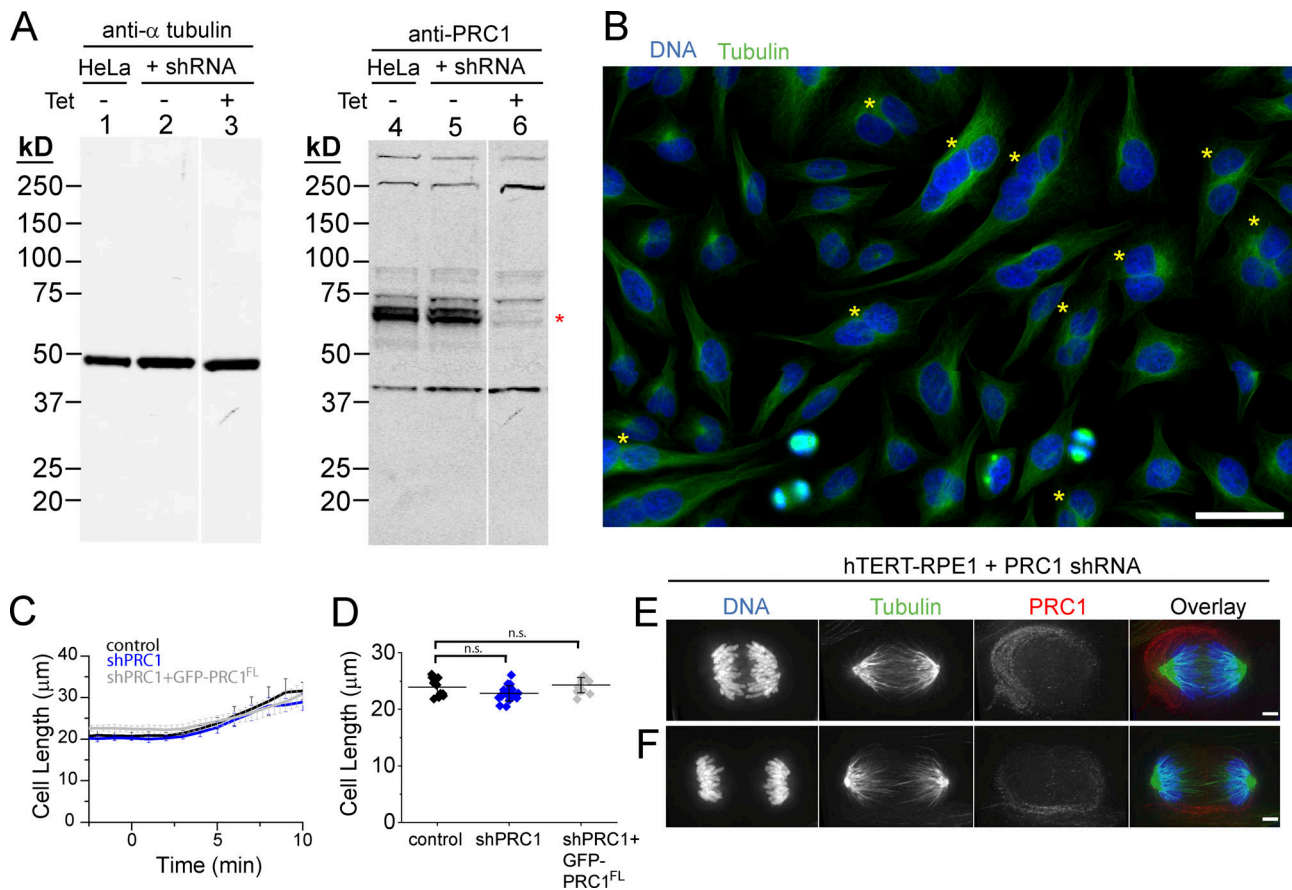 A
anti-α tubulin
HeLa + shRNA
Tet - - +
1 2 3
kD
250
150
100
75
50
37
25
20
anti-PRC1
HeLa + shRNA
Tet - - +
4 5 6
kD
250
150
100
75
50
37
25
20
*
B
DNA Tubulin
* * * * * * * * * * *
C
control
shPRC1
shPRC1+GFP-PRC1FL
Cell Length (µm)
40
30
20
10
0
0 5 10
Time (min)
D
n.s.
n.s.
Cell Length (µm)
30
20
10
0
control shPRC1 shPRC1+
GFP-
PRC1FL
hTERT-RPE1 + PRC1 shRNA
DNA Tubulin PRC1 Overlay
E
F